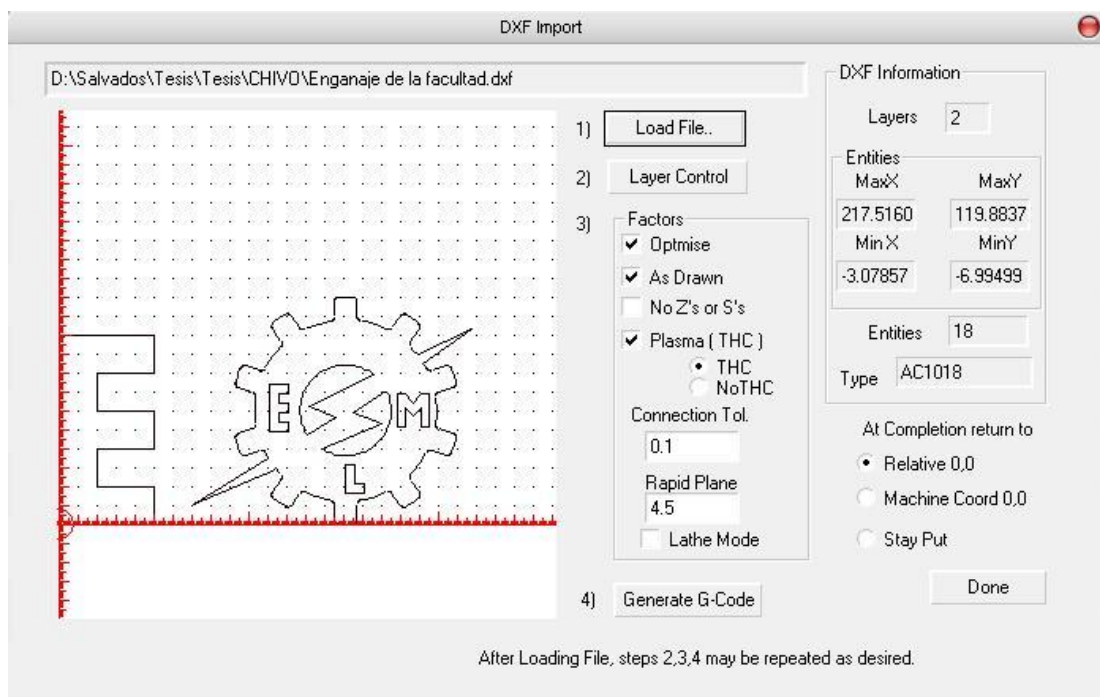 DXF Import
D:\Salvados\Tesis\Tesis\CHIVO\Enganaje de la facultad.dxf
1) Load File..
2) Layer Control
3) Factors
Optmise
As Drawn
No Z's or S's
Plasma ( THC )
THC
NoTHC
Connection Tol.
0.1
Rapid Plane
4.5
Lathe Mode
4) Generate G-Code
DXF Information
Layers 2
Entities
MaxX MaxY
217.5160 119.8837
Min X MinY
-3.07857 -6.99499
Entities 18
Type AC1018
At Completion return to
Relative 0,0
Machine Coord 0,0
Stay Put
Done
E M
L
After Loading File, steps 2,3,4 may be repeated as desired.